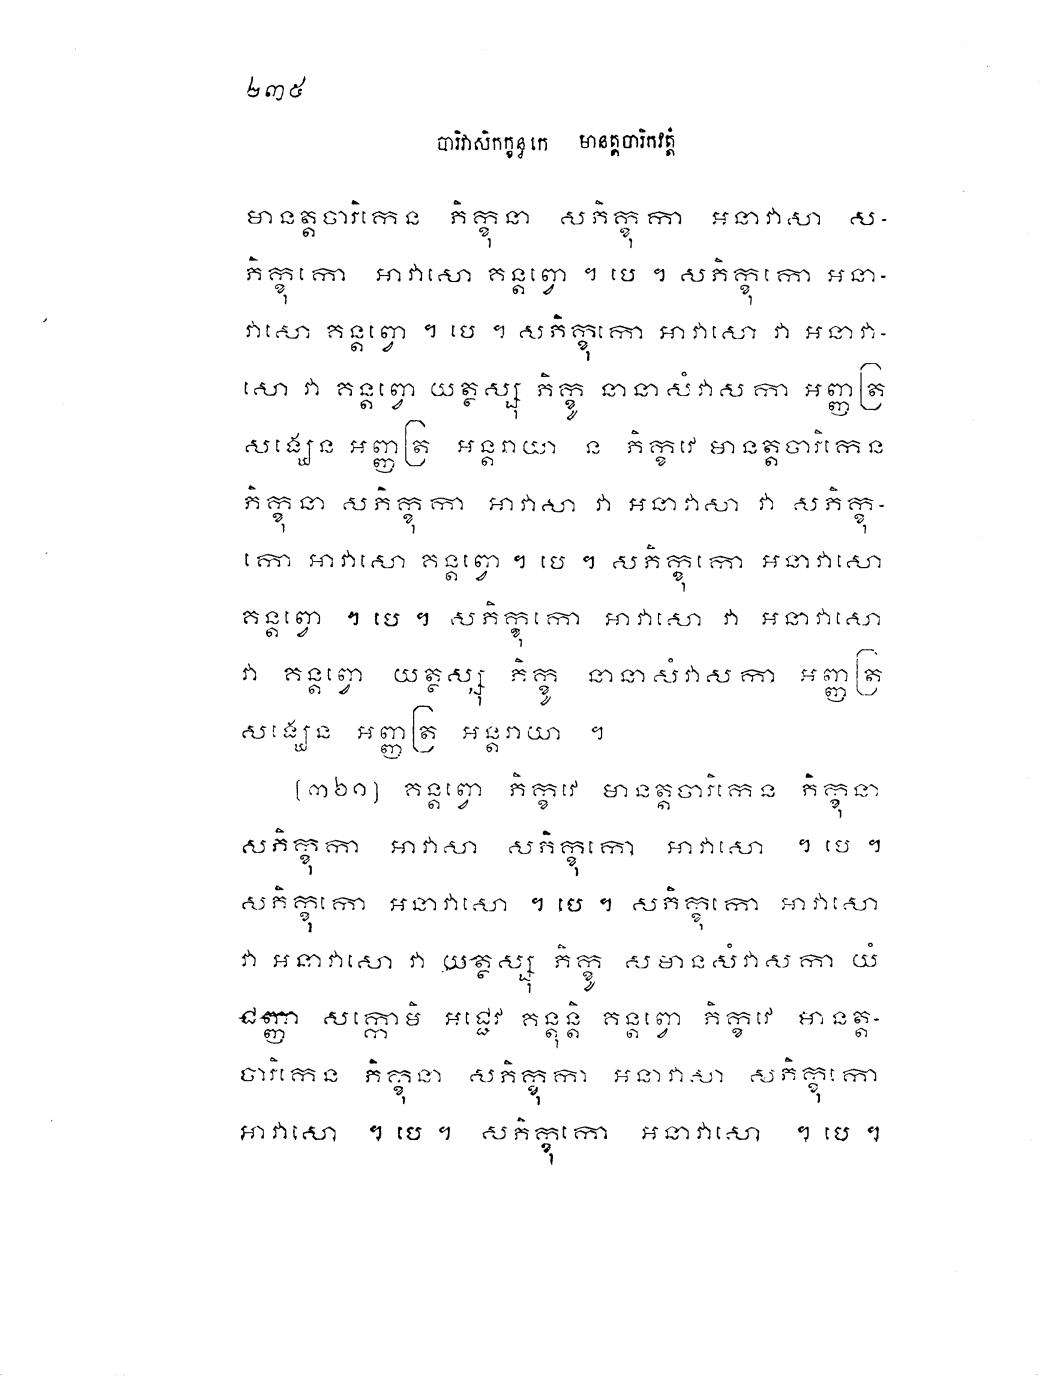 ២៣៥
បារិវាសិកក្ខន្ធកេ មានត្តចារិកវត្តំ
មានត្តចារិកេន ភិក្ខុនា សភិក្ខុកា អនាវាសា ស-
ភិក្ខុកោ អាវាសោ គន្តព្វោ ។ បេ ។ សភិក្ខុកោ អនា-
វាសោ គន្តព្វោ ។ បេ ។ សភិក្ខុកោ អាវាសោ វា អនាវា-
សោ វា គន្តព្វោ យត្ថស្សុ ភិក្ខូ នានាសំវាសកា អញ្ញត្រ
សង្ឃេន អញ្ញត្រ អន្តរាយា ន ភិក្ខវេ មានត្តចារិកេន
ភិក្ខុនា សភិក្ខុកា អាវាសា វា អនាវាសា វា សភិក្ខុ-
កោ អាវាសោ គន្តព្វោ ។ បេ ។ សភិក្ខុកោ អនាវាសោ
គន្តព្វោ ។ បេ ។ សភិក្ខុកោ អាវាសោ វា អនាវាសោ
វា គន្តព្វោ យត្ថស្សុ ភិក្ខូ នានាសំវាសកា អញ្ញត្រ
សង្ឃេន អញ្ញត្រ អន្តរាយា ។
(៣៦១) គន្តព្វោ ភិក្ខវេ មានត្តចារិកេន ភិក្ខុនា
សភិក្ខុកា អាវាសា សភិក្ខុកោ អាវាសោ ។ បេ ។
សភិក្ខុកោ អនាវាសោ ។ បេ ។ សភិក្ខុកោ អាវាសោ
វា អនាវាសោ វា យត្ថស្សុ ភិក្ខូ សមានសំវាសកា យំ
ជញ្ញា សក្កោមិ អជ្ជេវ គន្តុន្តិ គន្តព្វោ ភិក្ខវេ មានត្ត-
ចារិកេន ភិក្ខុនា សភិក្ខុកា អនាវាសា សភិក្ខុកោ
អាវាសោ ។ បេ ។ សភិក្ខុកោ អនាវាសោ ។ បេ ។